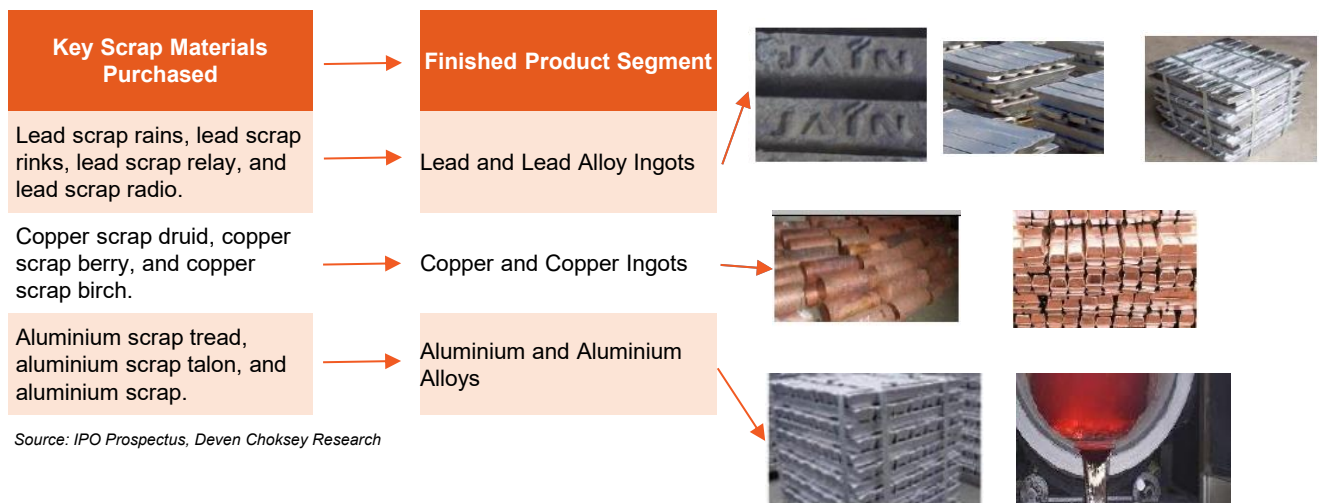 Key Scrap Materials
Purchased
Finished Product Segment
Lead scrap rains, lead scrap
rinks, lead scrap relay, and
lead scrap radio.
Lead and Lead Alloy Ingots
JAIN
JAIN
Copper scrap druid, copper
scrap berry, and copper
scrap birch.
Copper and Copper Ingots
Aluminium scrap tread,
aluminium scrap talon, and
aluminium scrap.
Aluminium and Aluminium
Alloys
Source: IPO Prospectus, Deven Choksey Research